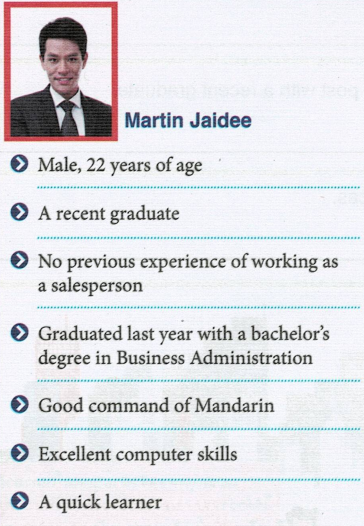 Martin Jaidee
Male, 22 years of age
A recent graduate
No previous experience of working as
a salesperson
Graduated last year with a bachelor's
degree in Business Administration
Good command of Mandarin
Excellent computer skills
A quick learner